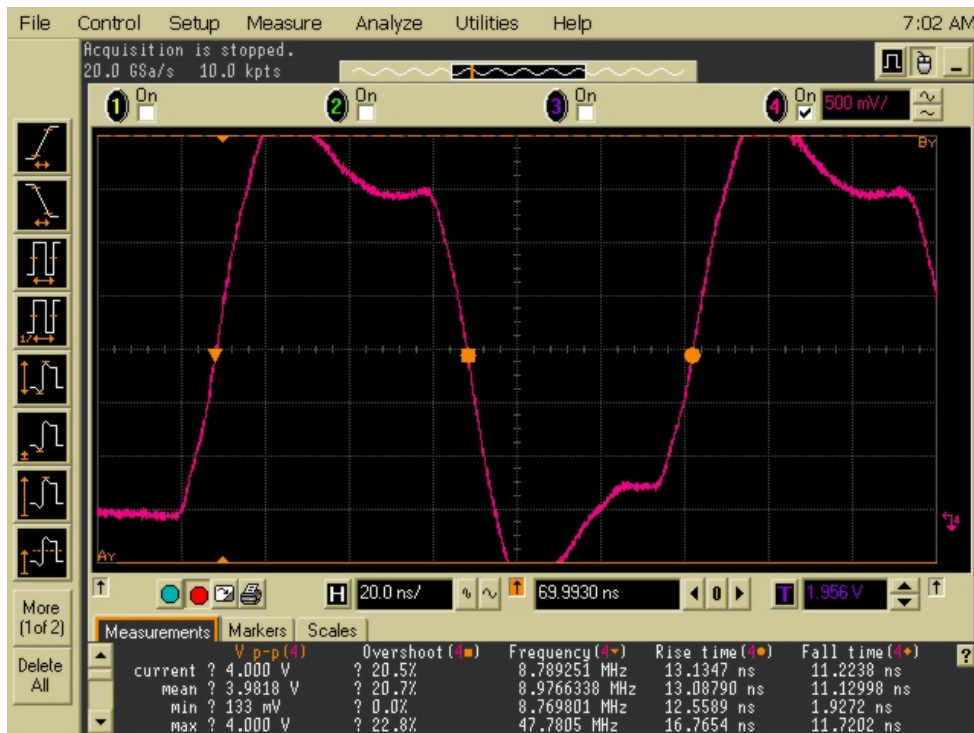 File Control Setup Measure Analyze Utilities Help 7:02 AM
Acquisition is stopped.
20.0 GSa/s 10.0 kpts
1 On 2 On 3 On 4 On 500 mV/
By
Ay
4
H 20.0 ns/ 69.9930 ns 0 T 1.956 V
More
(1of 2)
Delete
All
Measurements Markers Scales
V p-p(4) Overshoot(4■) Frequency(4▾) Rise time(4●) Fall time(4♦)
current ? 4.000 V ? 20.5% 8.789251 MHz 13.1347 ns 11.2238 ns
mean ? 3.9818 V ? 20.7% 8.9766338 MHz 13.08790 ns 11.12998 ns
min ? 133 mV ? 0.0% 8.769801 MHz 12.5589 ns 1.9272 ns
max ? 4.000 V ? 22.8% 47.7805 MHz 16.7654 ns 11.7202 ns
?